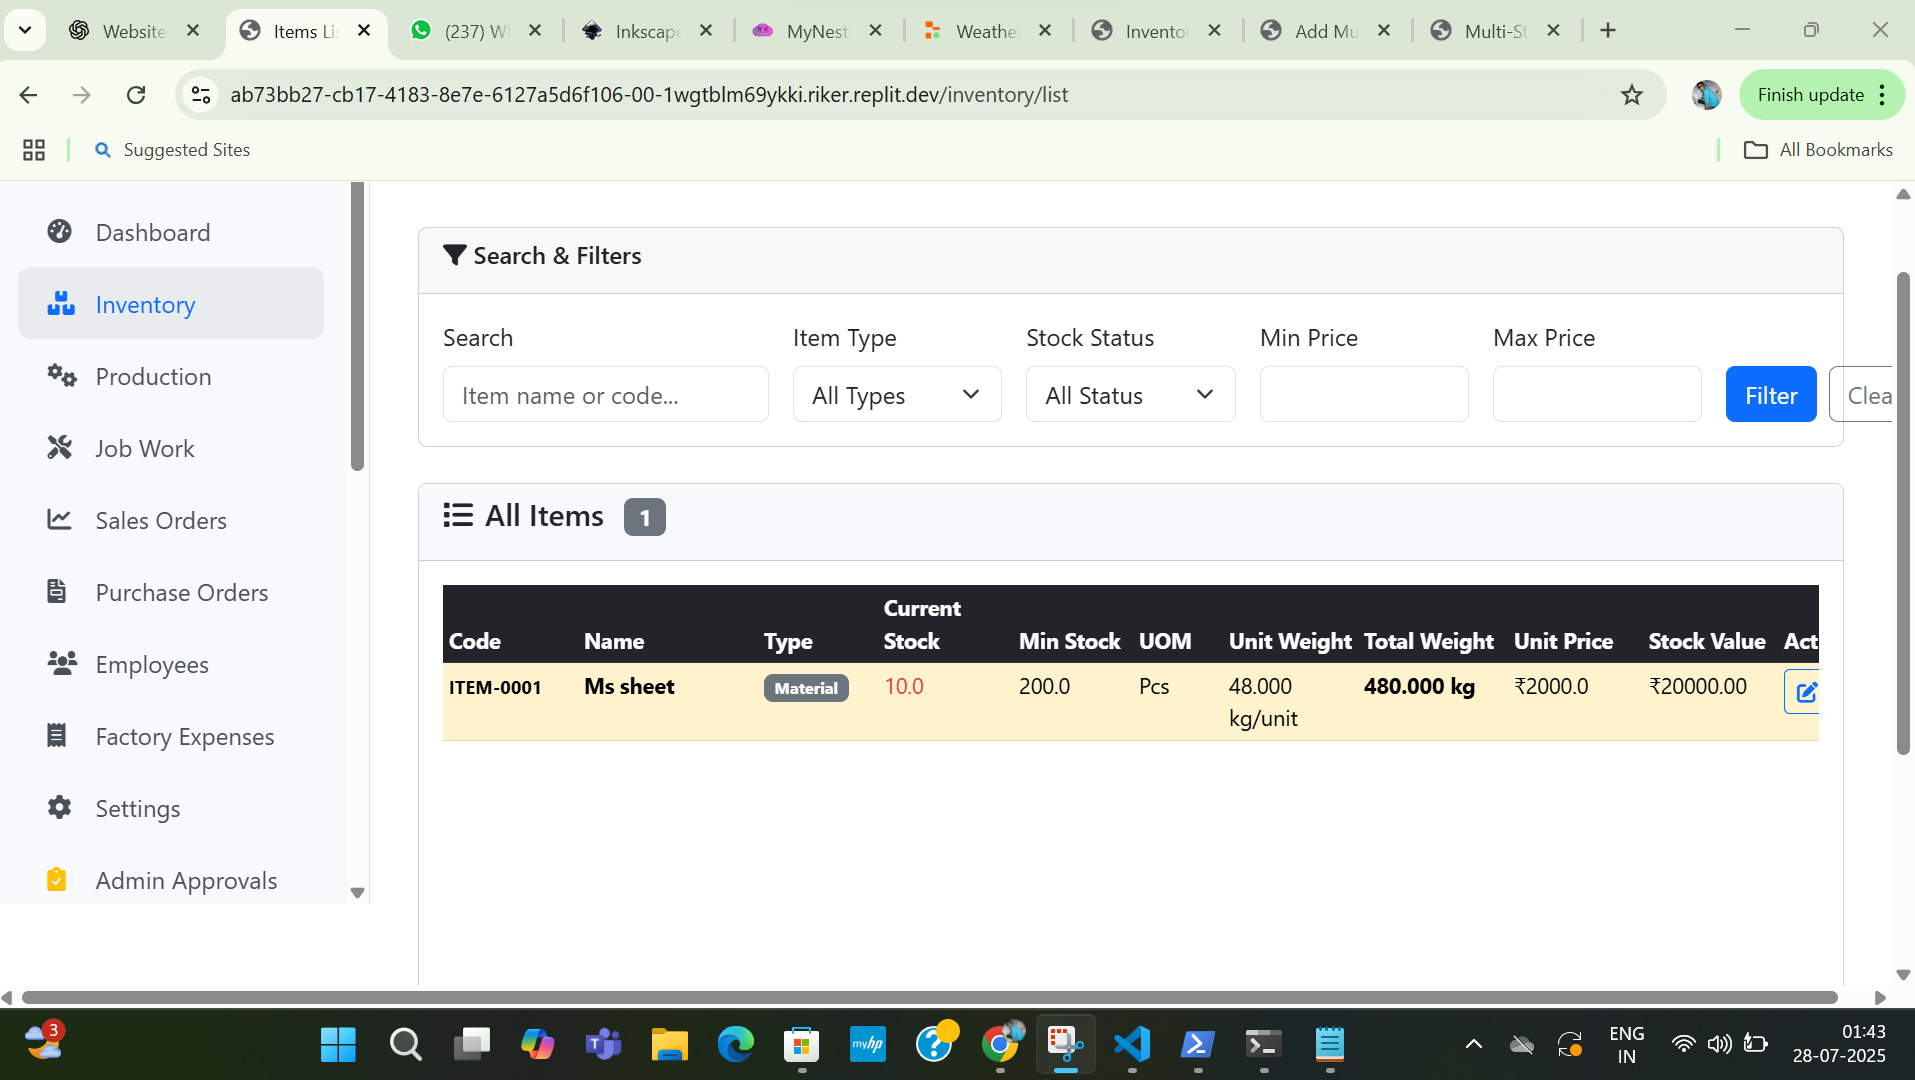 Website
Items Li
(237) W
Inkscape
MyNest
Weathe
Invento
Add Mu
Multi-St
ab73bb27-cb17-4183-8e7e-6127a5d6f106-00-1wgtblm69ykki.riker.replit.dev/inventory/list
Finish update
Suggested Sites
All Bookmarks
Dashboard
Inventory
Production
Job Work
Sales Orders
Purchase Orders
Employees
Factory Expenses
Settings
Admin Approvals
Search & Filters
Search Item Type Stock Status Min Price Max Price
Item name or code... All Types All Status Filter Clea
All Items 1
Code Name Type Current Stock Min Stock UOM Unit Weight Total Weight Unit Price Stock Value Act
ITEM-0001 Ms sheet Material 10.0 200.0 Pcs 48.000 kg/unit 480.000 kg ₹2000.0 ₹20000.00
3
myhp
ENG
IN
01:43
28-07-2025